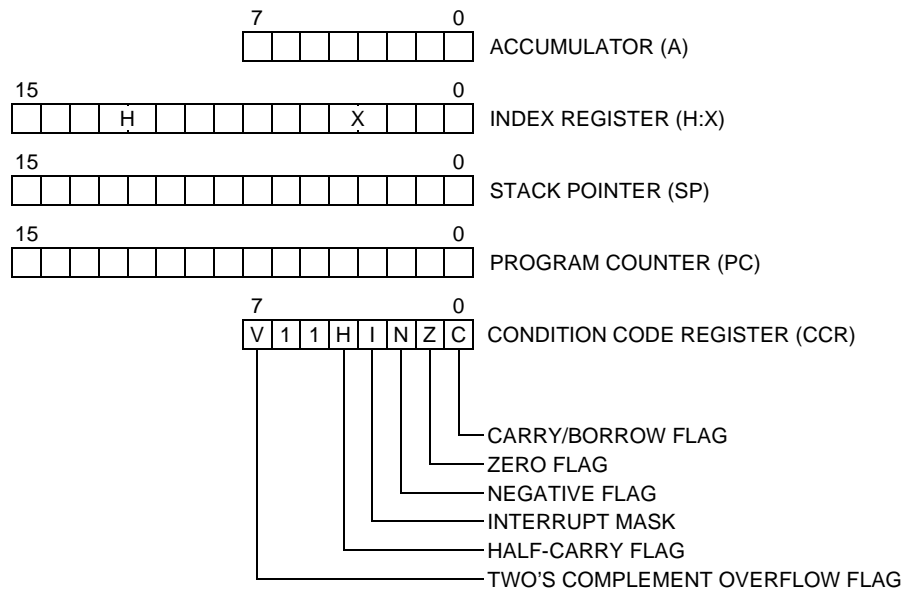 7 0
ACCUMULATOR (A)
15 0
H X INDEX REGISTER (H:X)
15 0
STACK POINTER (SP)
15 0
PROGRAM COUNTER (PC)
7 0
V 1 1 H I N Z C CONDITION CODE REGISTER (CCR)
CARRY/BORROW FLAG
ZERO FLAG
NEGATIVE FLAG
INTERRUPT MASK
HALF-CARRY FLAG
TWO'S COMPLEMENT OVERFLOW FLAG